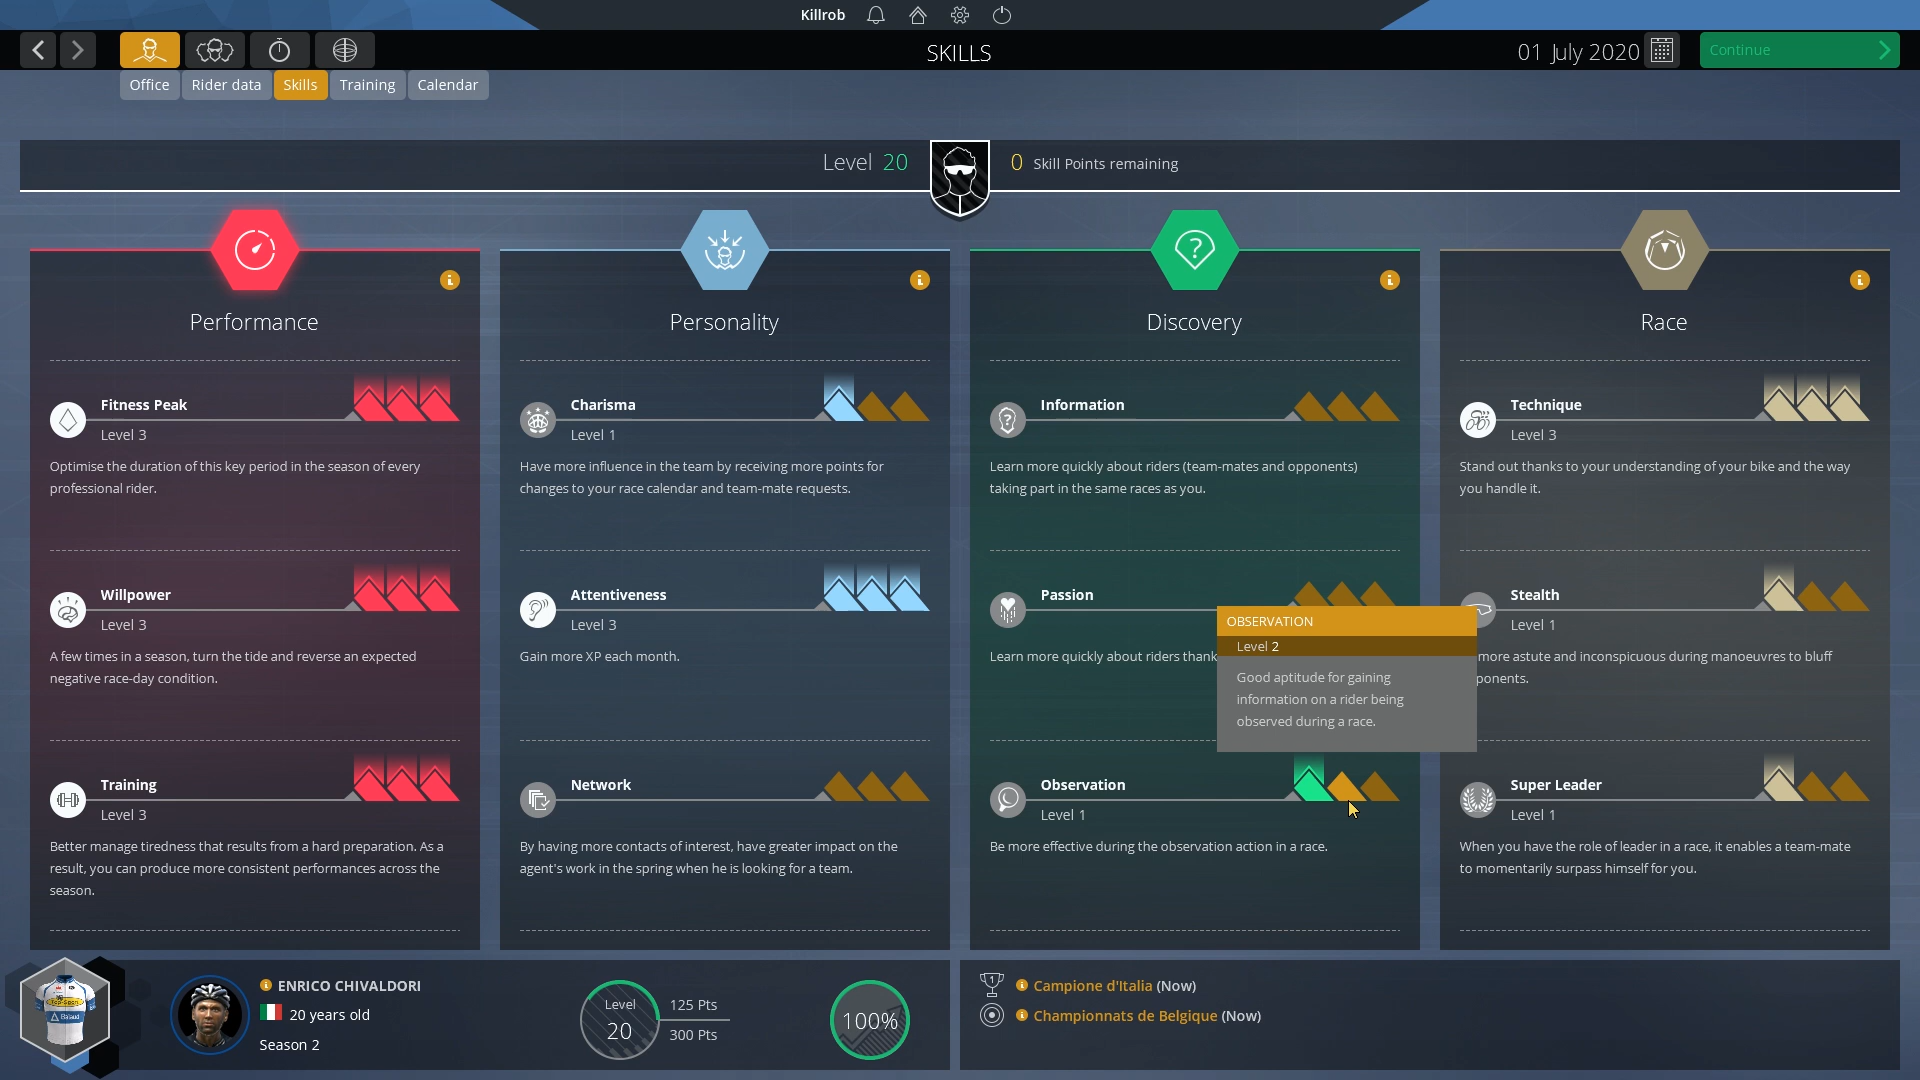 Killrob
SKILLS
01 July 2020
Continue
Office
Rider data
Skills
Training
Calendar
Level 20
0 Skill Points remaining
Performance
Fitness Peak
Level 3
Optimise the duration of this key period in the season of every
professional rider.
Willpower
Level 3
A few times in a season, turn the tide and reverse an expected
negative race-day condition.
Training
Level 3
Better manage tiredness that results from a hard preparation. As a
result, you can produce more consistent performances across the
season.
Personality
Charisma
Level 1
Have more influence in the team by receiving more points for
changes to your race calendar and team-mate requests.
Attentiveness
Level 3
Gain more XP each month.
Network
By having more contacts of interest, have greater impact on the
agent's work in the spring when he is looking for a team.
Discovery
Information
Learn more quickly about riders (team-mates and opponents)
taking part in the same races as you.
Passion
Learn more quickly about riders thank
OBSERVATION
Level 2
Good aptitude for gaining
information on a rider being
observed during a race.
Observation
Level 1
Be more effective during the observation action in a race.
Race
Technique
Level 3
Stand out thanks to your understanding of your bike and the way
you handle it.
Stealth
Level 1
more astute and inconspicuous during manoeuvres to bluff
ponents.
Super Leader
Level 1
When you have the role of leader in a race, it enables a team-mate
to momentarily surpass himself for you.
ENRICO CHIVALDORI
20 years old
Season 2
Level
20
125 Pts
300 Pts
100%
1
Campione d'Italia (Now)
Championnats de Belgique (Now)